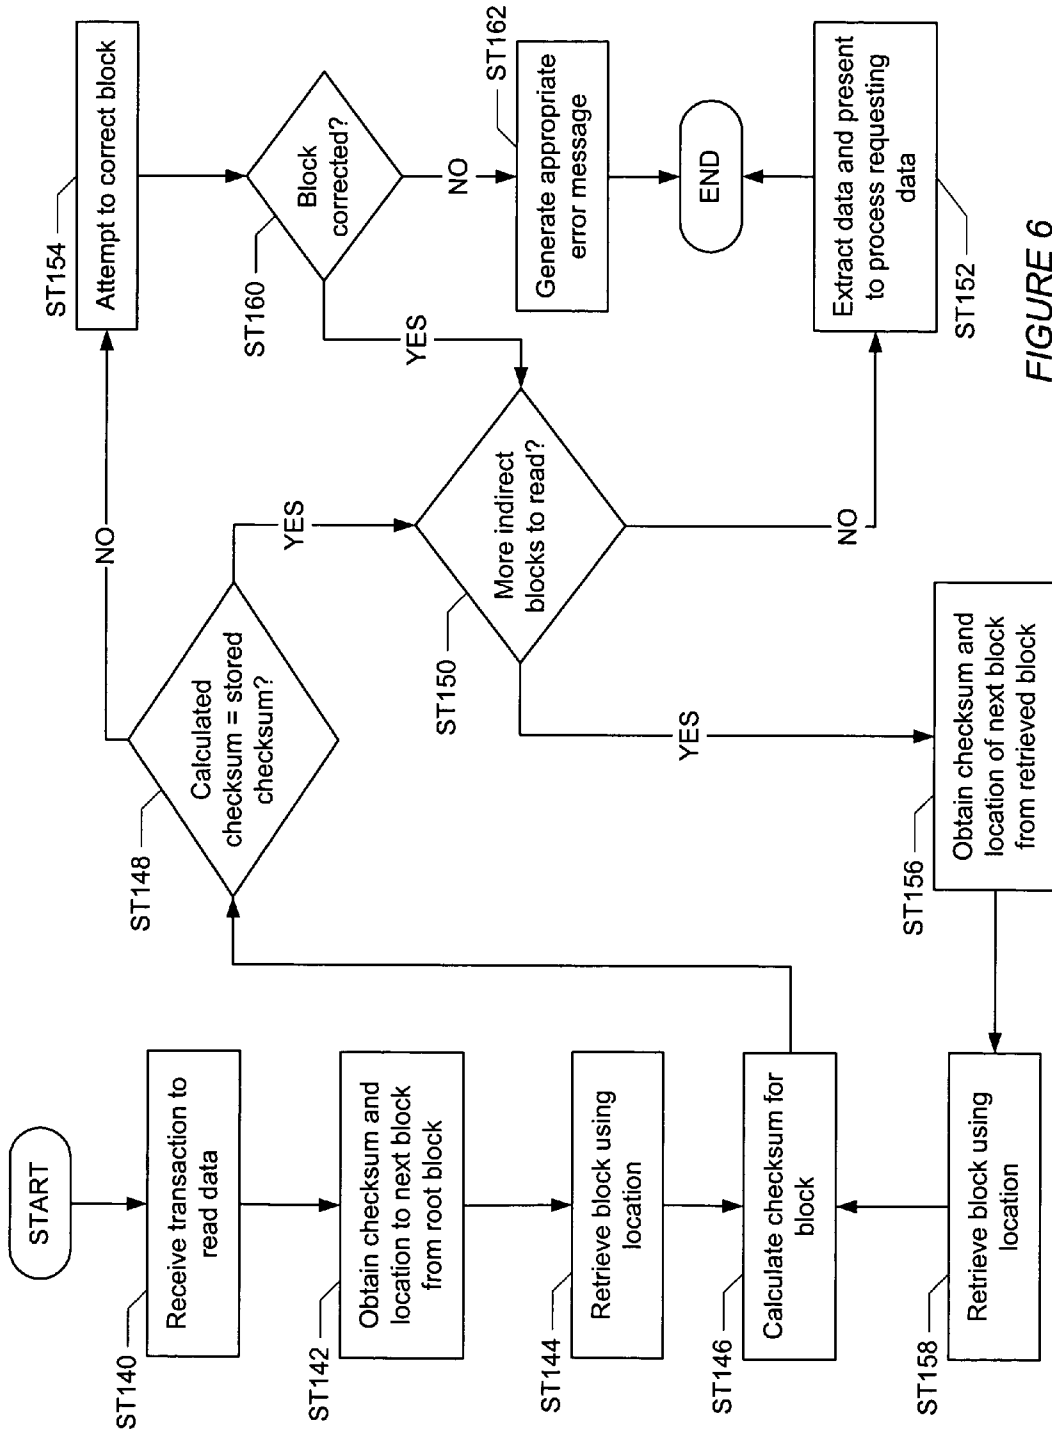 START
ST140
Receive transaction to
read data
ST142
Obtain checksum and
location to next block
from root block
ST144
Retrieve block using
location
ST146
Calculate checksum for
block
ST158
Retrieve block using
location
ST148
Calculated
checksum = stored
checksum?
NO
YES
ST150
More indirect
blocks to read?
YES
NO
ST156
Obtain checksum and
location of next block
from retrieved block
ST154
Attempt to correct block
ST160
Block
corrected?
YES
NO
ST162
Generate appropriate
error message
END
Extract data and present
to process requesting
data
ST152
FIGURE 6